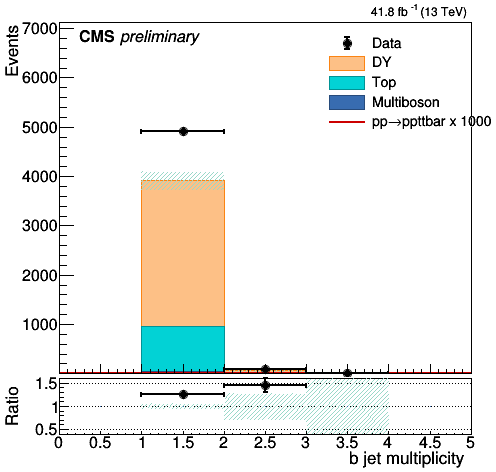 41.8 fb⁻¹ (13 TeV)
CMS preliminary
Events
7000
6000
5000
4000
3000
2000
1000
Data
DY
Top
Multiboson
pp→ppttbar x 1000
Ratio
1.5
1
0.5
0 0.5 1 1.5 2 2.5 3 3.5 4 4.5 5
b jet multiplicity